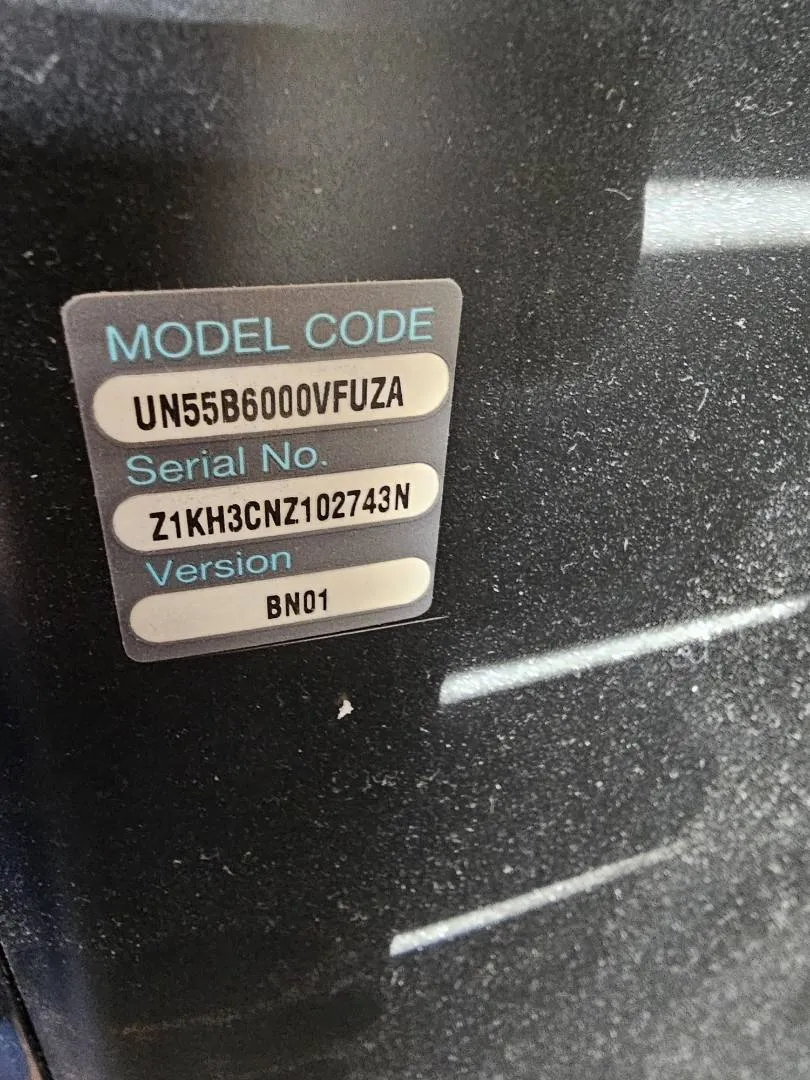 MODEL CODE
UN55B6000VFUZA
Serial No.
Z1KH3CNZ102743N
Version
BN01